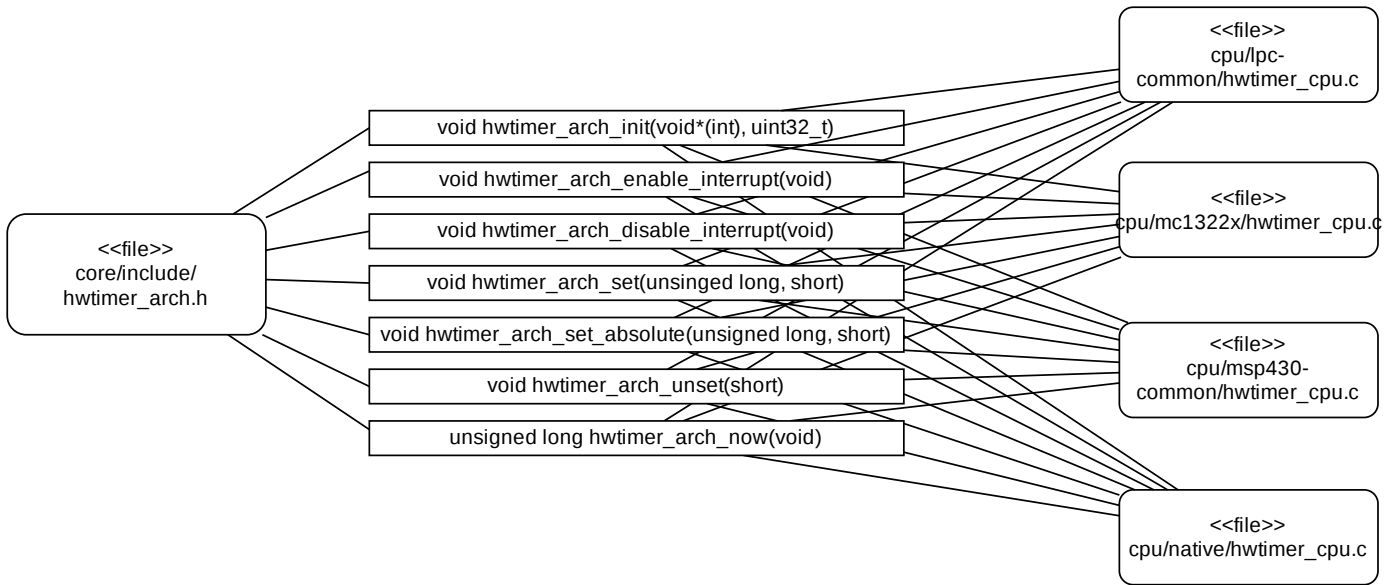 <<file>>
core/include/
hwtimer_arch.h
void hwtimer_arch_init(void*(int), uint32_t)
void hwtimer_arch_enable_interrupt(void)
void hwtimer_arch_disable_interrupt(void)
void hwtimer_arch_set(unsinged long, short)
void hwtimer_arch_set_absolute(unsigned long, short)
void hwtimer_arch_unset(short)
unsigned long hwtimer_arch_now(void)
<<file>>
cpu/lpc-
common/hwtimer_cpu.c
<<file>>
cpu/mc1322x/hwtimer_cpu.c
<<file>>
cpu/msp430-
common/hwtimer_cpu.c
<<file>>
cpu/native/hwtimer_cpu.c